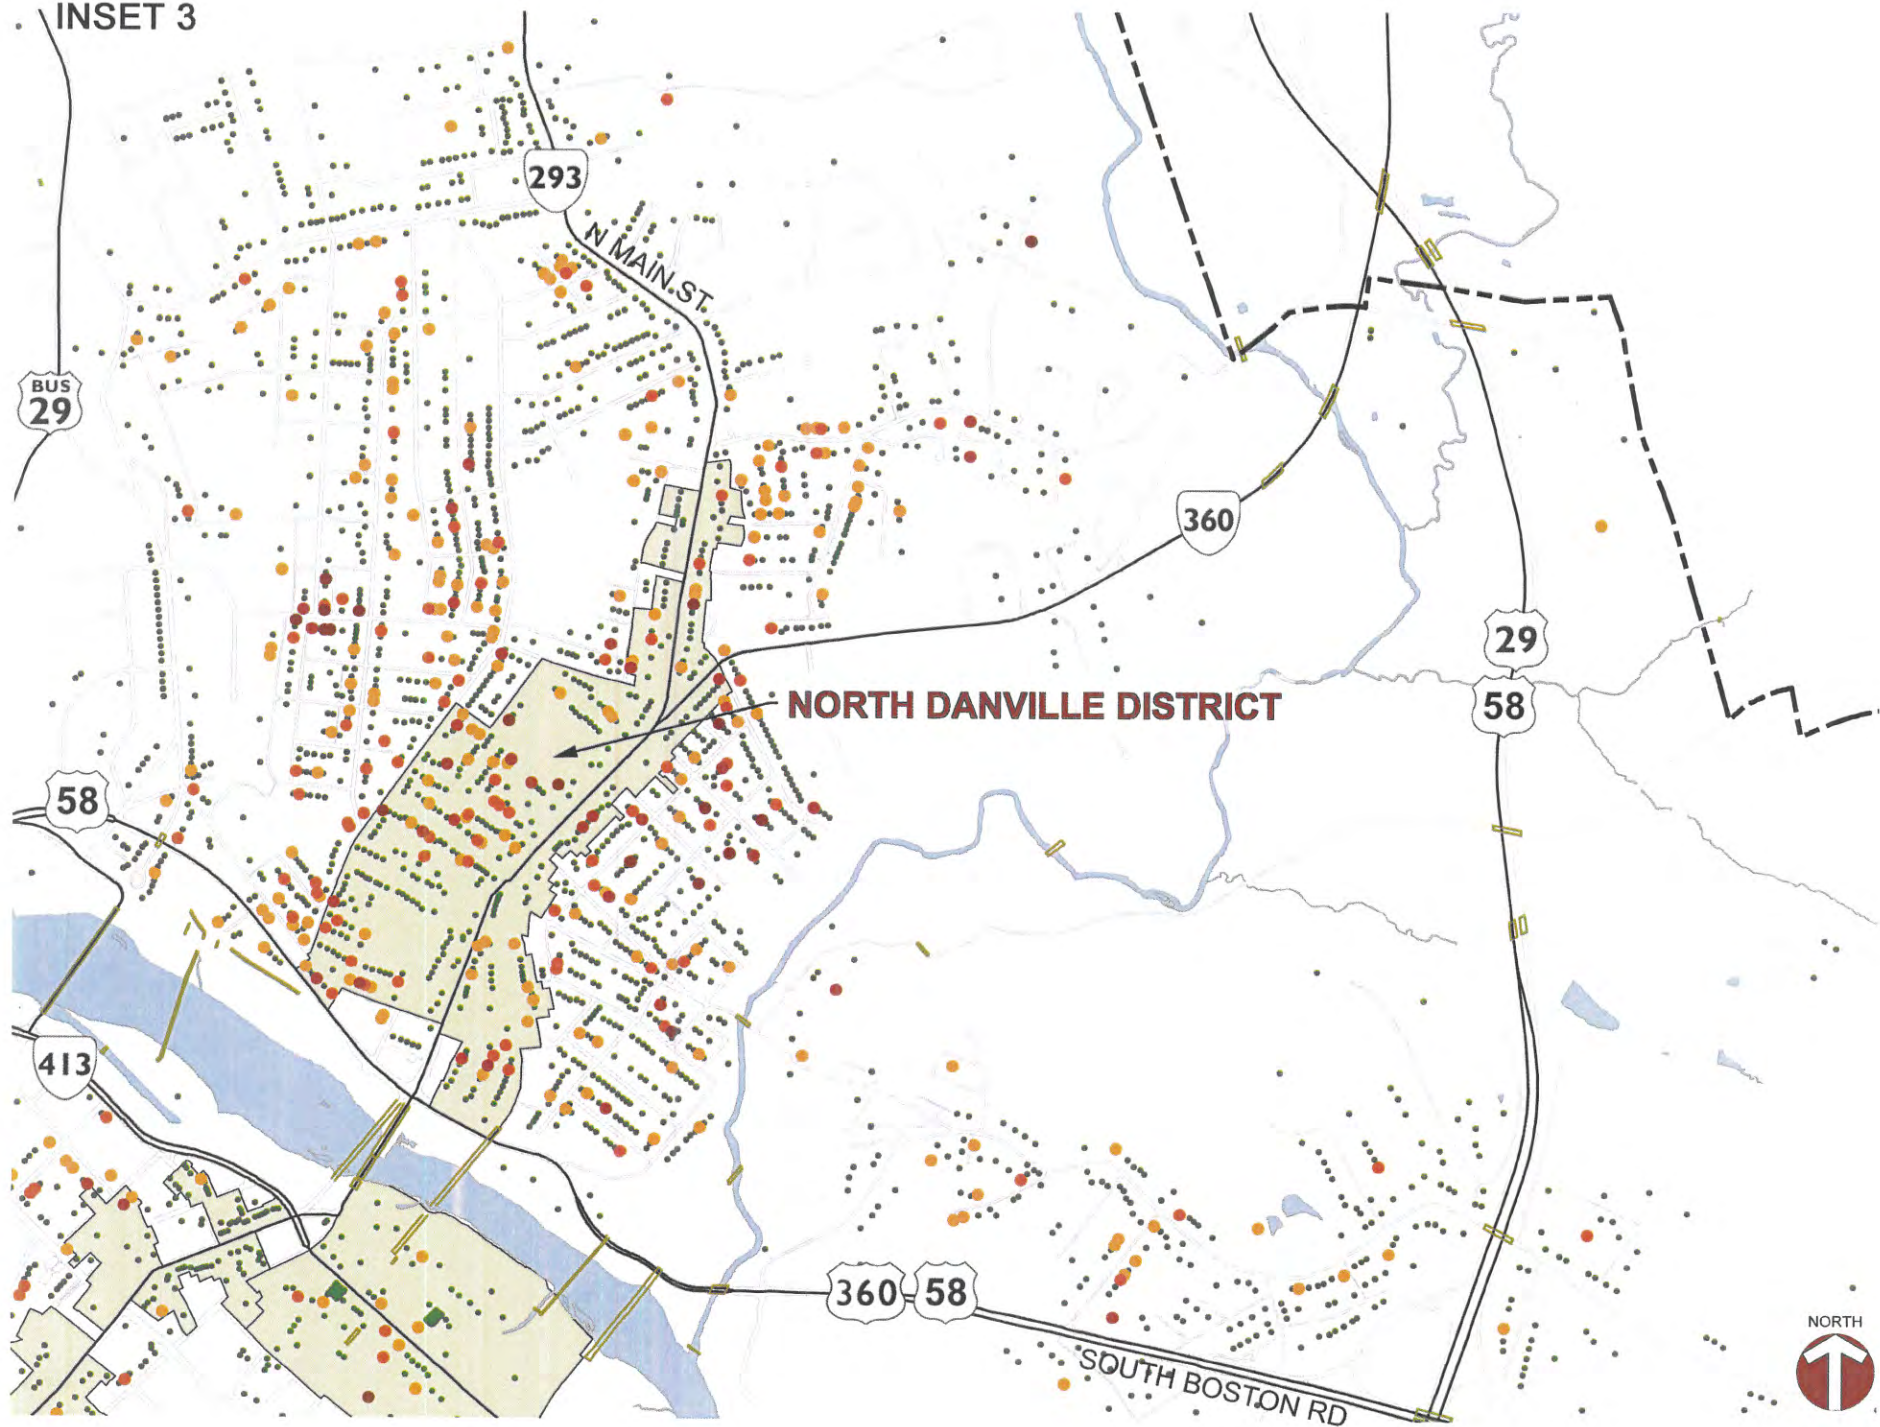 INSET 3
293
N MAIN ST.
BUS
29
360
29
58
NORTH DANVILLE DISTRICT
58
413
360
58
SOUTH BOSTON RD
NORTH